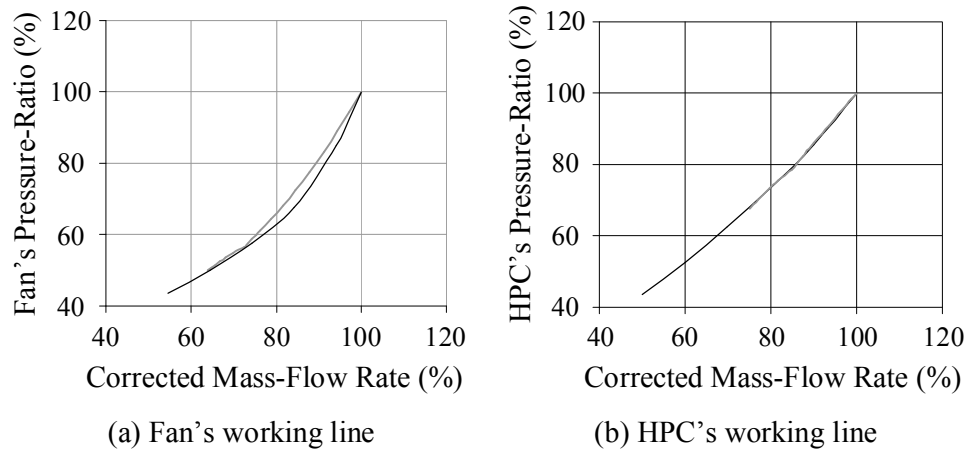 Fan's Pressure-Ratio (%)
120
100
80
60
40
40 60 80 100 120
Corrected Mass-Flow Rate (%)
(a) Fan's working line
HPC's Pressure-Ratio (%)
120
100
80
60
40
40 60 80 100 120
Corrected Mass-Flow Rate (%)
(b) HPC's working line